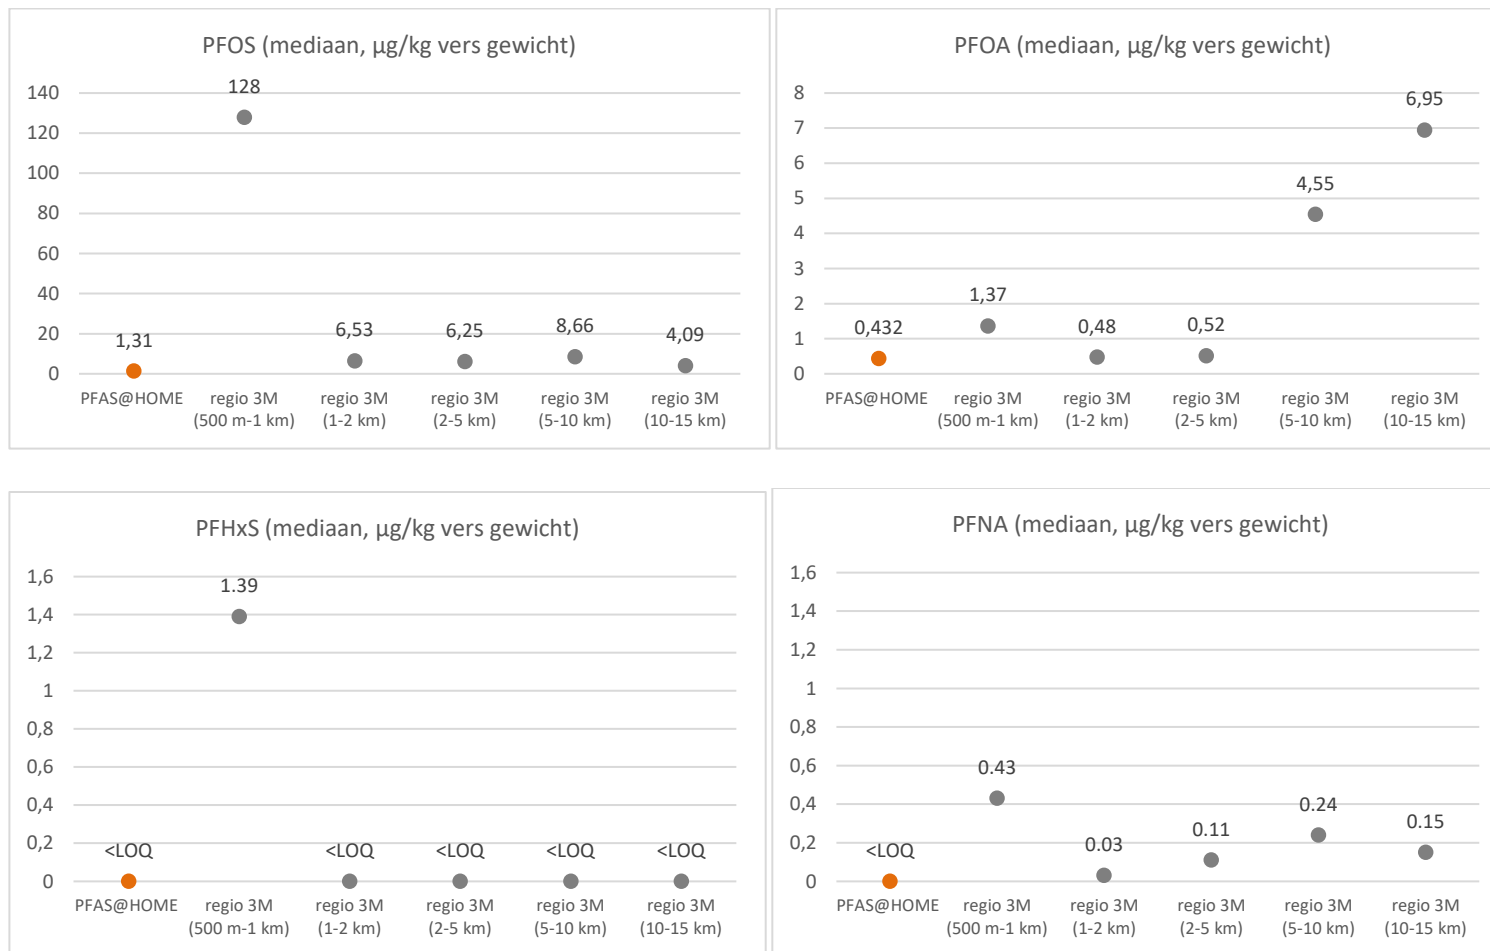 PFOS (mediaan, µg/kg vers gewicht)
140
120
100
80
60
40
20
0
1,31
128
6,53
6,25
8,66
4,09
PFAS@HOME
regio 3M
(500 m-1 km)
regio 3M
(1-2 km)
regio 3M
(2-5 km)
regio 3M
(5-10 km)
regio 3M
(10-15 km)
PFOA (mediaan, µg/kg vers gewicht)
8
7
6
5
4
3
2
1
0
0,432
1,37
0,48
0,52
4,55
6,95
PFAS@HOME
regio 3M
(500 m-1 km)
regio 3M
(1-2 km)
regio 3M
(2-5 km)
regio 3M
(5-10 km)
regio 3M
(10-15 km)
PFHxS (mediaan, µg/kg vers gewicht)
1,6
1,4
1,2
1
0,8
0,6
0,4
0,2
0
<LOQ
1.39
<LOQ
<LOQ
<LOQ
<LOQ
PFAS@HOME
regio 3M
(500 m-1 km)
regio 3M
(1-2 km)
regio 3M
(2-5 km)
regio 3M
(5-10 km)
regio 3M
(10-15 km)
PFNA (mediaan, µg/kg vers gewicht)
1,6
1,4
1,2
1
0,8
0,6
0,4
0,2
0
<LOQ
0.43
0.03
0.11
0.24
0.15
PFAS@HOME
regio 3M
(500 m-1 km)
regio 3M
(1-2 km)
regio 3M
(2-5 km)
regio 3M
(5-10 km)
regio 3M
(10-15 km)